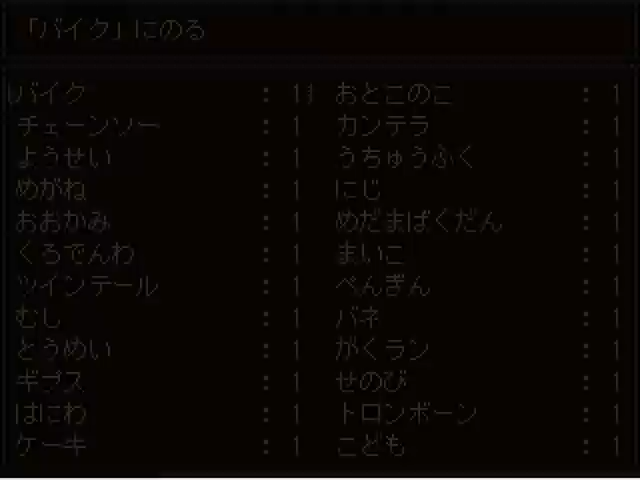 「バイク」にのる
バイク : 1 おとこのこ : 1
チェーンソー : 1 カンテラ : 1
ようせい : 1 うちゅうふく : 1
めがね : 1 にじ : 1
おおかみ : 1 めだまばくだん : 1
くろでんわ : 1 まいこ : 1
ツインテール : 1 ぺんぎん : 1
むし : 1 バネ : 1
とうめい : 1 がくラン : 1
ギプス : 1 せのび : 1
はにわ : 1 トロンボーン : 1
ケーキ : 1 こども : 1